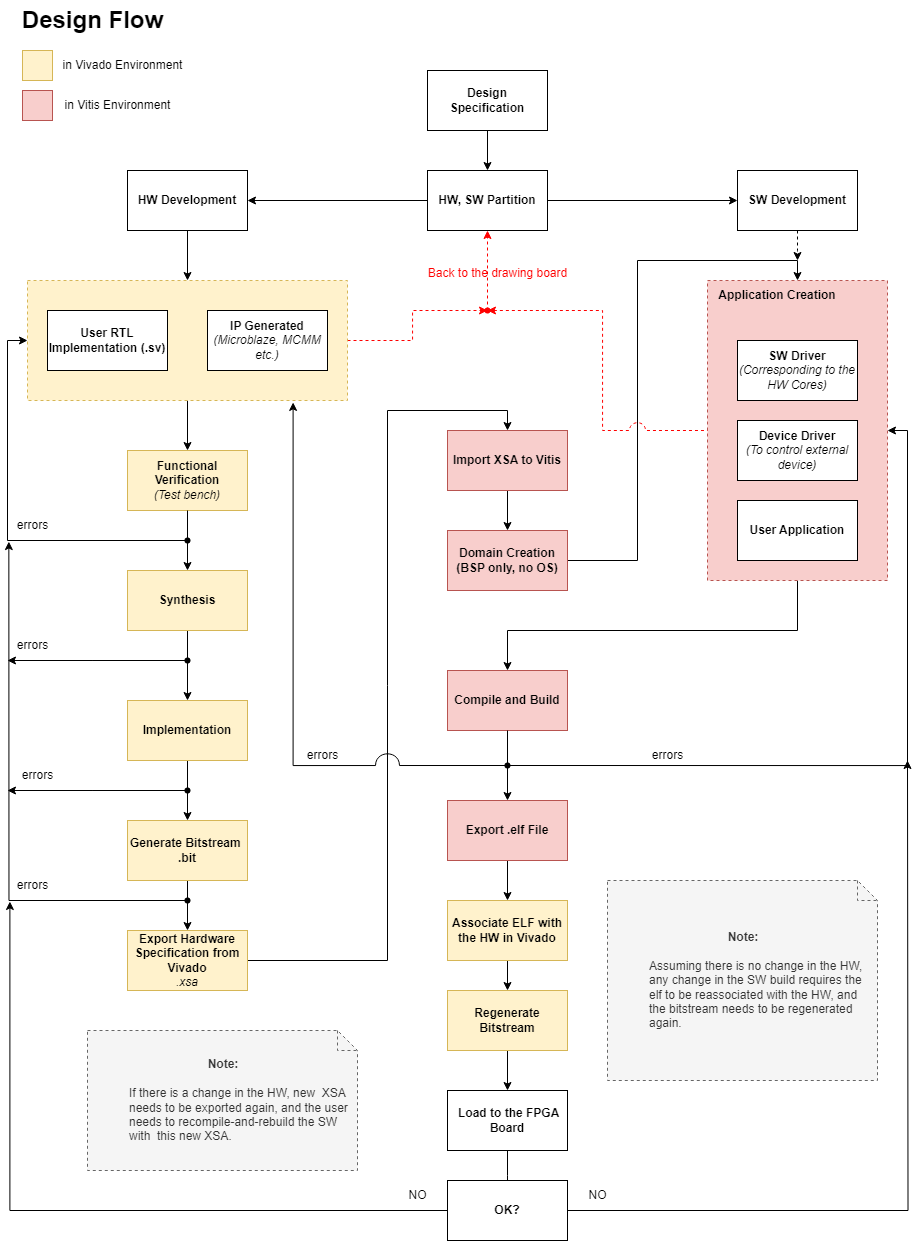 Design Flow
in Vivado Environment
in Vitis Environment
Design
Specification
HW Development
HW, SW Partition
SW Development
Back to the drawing board
User RTL
Implementation (.sv)
IP Generated
(Microblaze, MCMM
etc.)
Application Creation
SW Driver
(Corresponding to the
HW Cores)
Device Driver
(To control external
device)
User Application
Functional
Verification
(Test bench)
Import XSA to Vitis
errors
Domain Creation
(BSP only, no OS)
Synthesis
errors
Implementation
Compile and Build
errors
errors
errors
Generate Bitstream
.bit
Export .elf File
errors
Export Hardware
Specification from
Vivado
.xsa
Associate ELF with
the HW in Vivado
Note:
Assuming there is no change in the HW,
any change in the SW build requires the
elf to be reassociated with the HW, and
the bitstream needs to be regenerated
again.
Regenerate
Bitstream
Note:
If there is a change in the HW, new  XSA
needs to be exported again, and the user
needs to recompile-and-rebuild the SW
with  this new XSA.
Load to the FPGA
Board
NO
OK?
NO